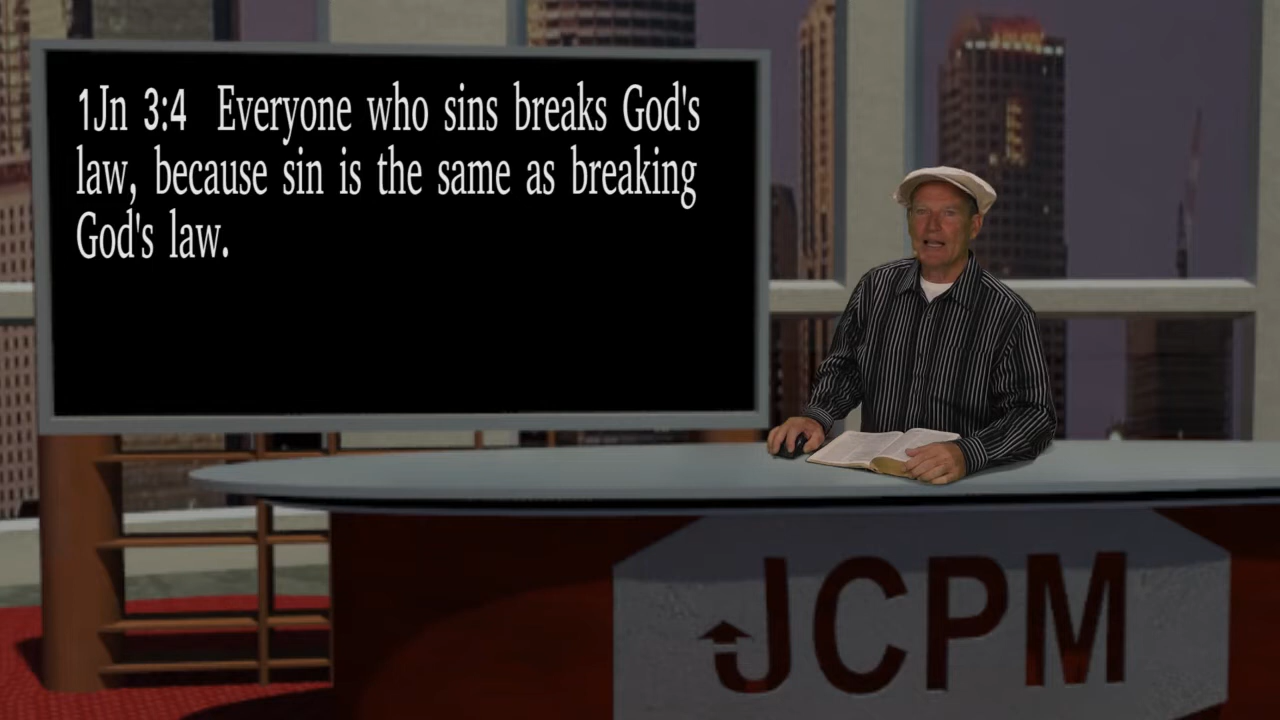 1Jn 3:4 Everyone who sins breaks God's
law, because sin is the same as breaking
God's law.
JCPM